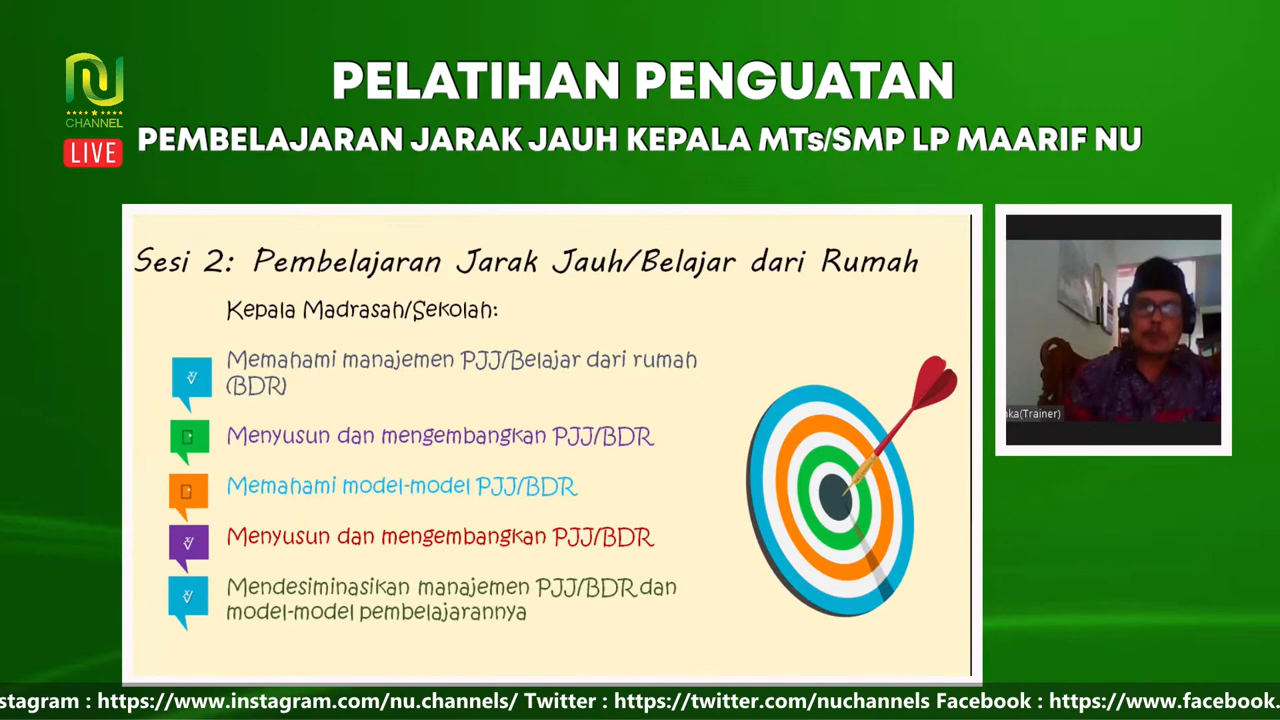 PELATIHAN PENGUATAN
CHANNEL
LIVE
PEMBELAJARAN JARAK JAUH KEPALA MTs/SMP LP MAARIF NU
Sesi 2: Pembelajaran Jarak Jauh/Belajar dari Rumah
Kepala Madrasah/Sekolah:
Memahami manajemen PJJ/Belajar dari rumah
(BDR)
Menyusun dan mengembangkan PJJ/BDR
Memahami model-model PJJ/BDR
Menyusun dan mengembangkan PJJ/BDR
Mendesiminasikan manajemen PJJ/BDR dan
model-model pembelajarannya
nka(Trainer)
stagram : https://www.instagram.com/nu.channels/ Twitter : https://twitter.com/nuchannels Facebook : https://www.facebook.